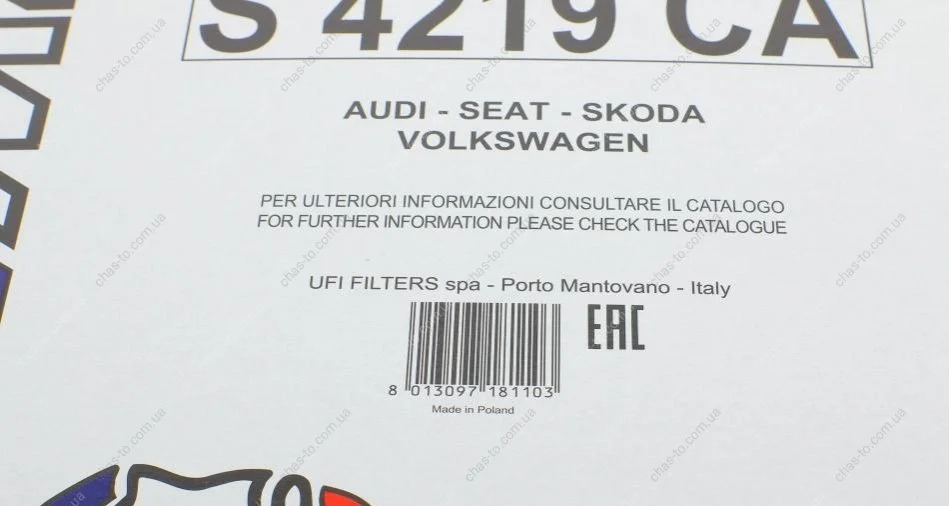 S 4219 CA
AUDI - SEAT - SKODA
VOLKSWAGEN
PER ULTERIORI INFORMAZIONI CONSULTARE IL CATALOGO
FOR FURTHER INFORMATION PLEASE CHECK THE CATALOGUE
UFI FILTERS spa - Porto Mantovano - Italy
EAC
8 013097 181103
Made in Poland
chas-to.com.ua